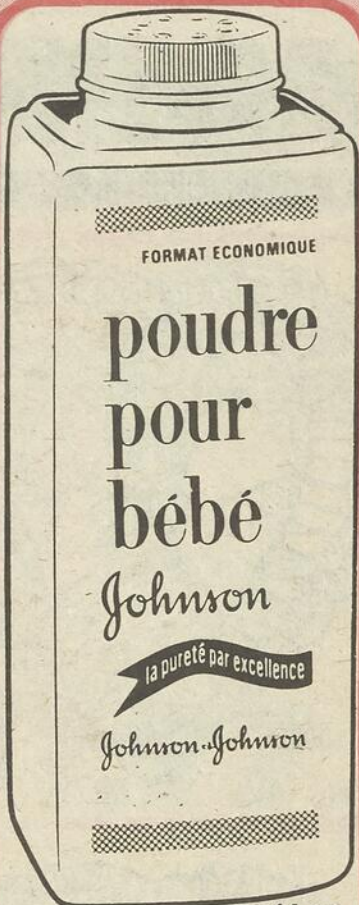 FORMAT ECONOMIQUE
poudre
pour
bébé
Johnson
la pureté par excellence
Johnson & Johnson